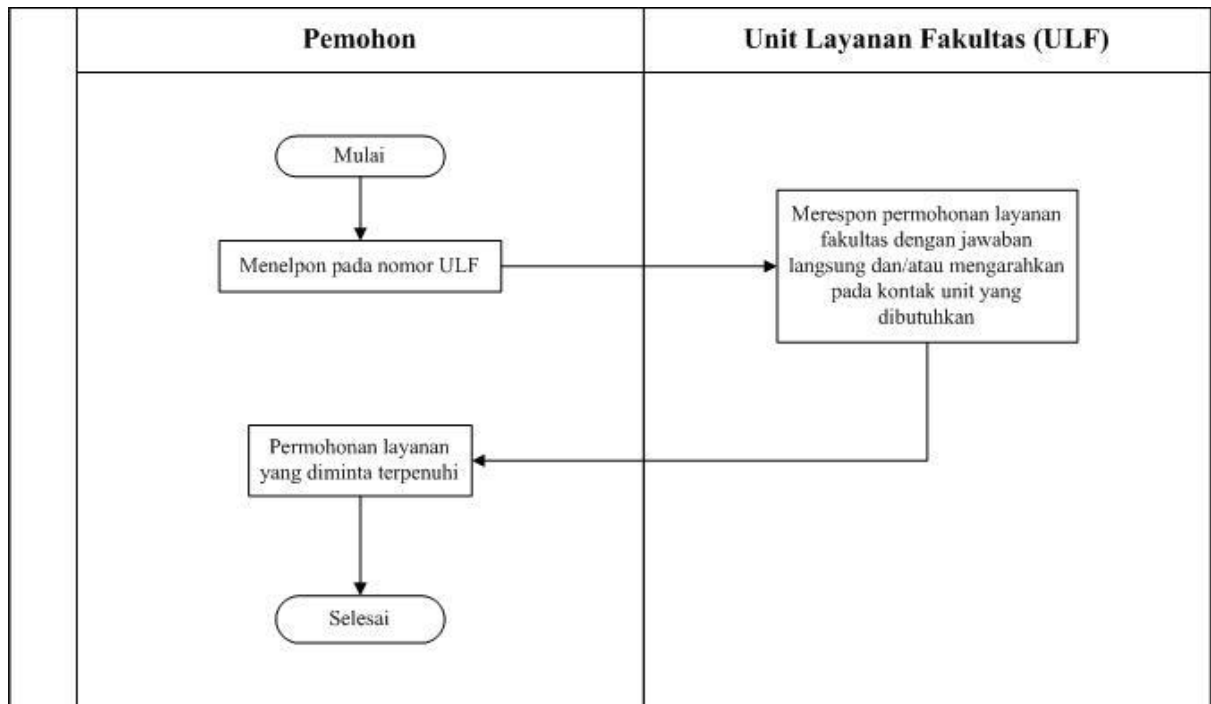 Pemohon
Unit Layanan Fakultas (ULF)
Mulai
Menelpon pada nomor ULF
Merespon permohonan layanan
fakultas dengan jawaban
langsung dan/atau mengarahkan
pada kontak unit yang
dibutuhkan
Permohonan layanan
yang diminta terpenuhi
Selesai